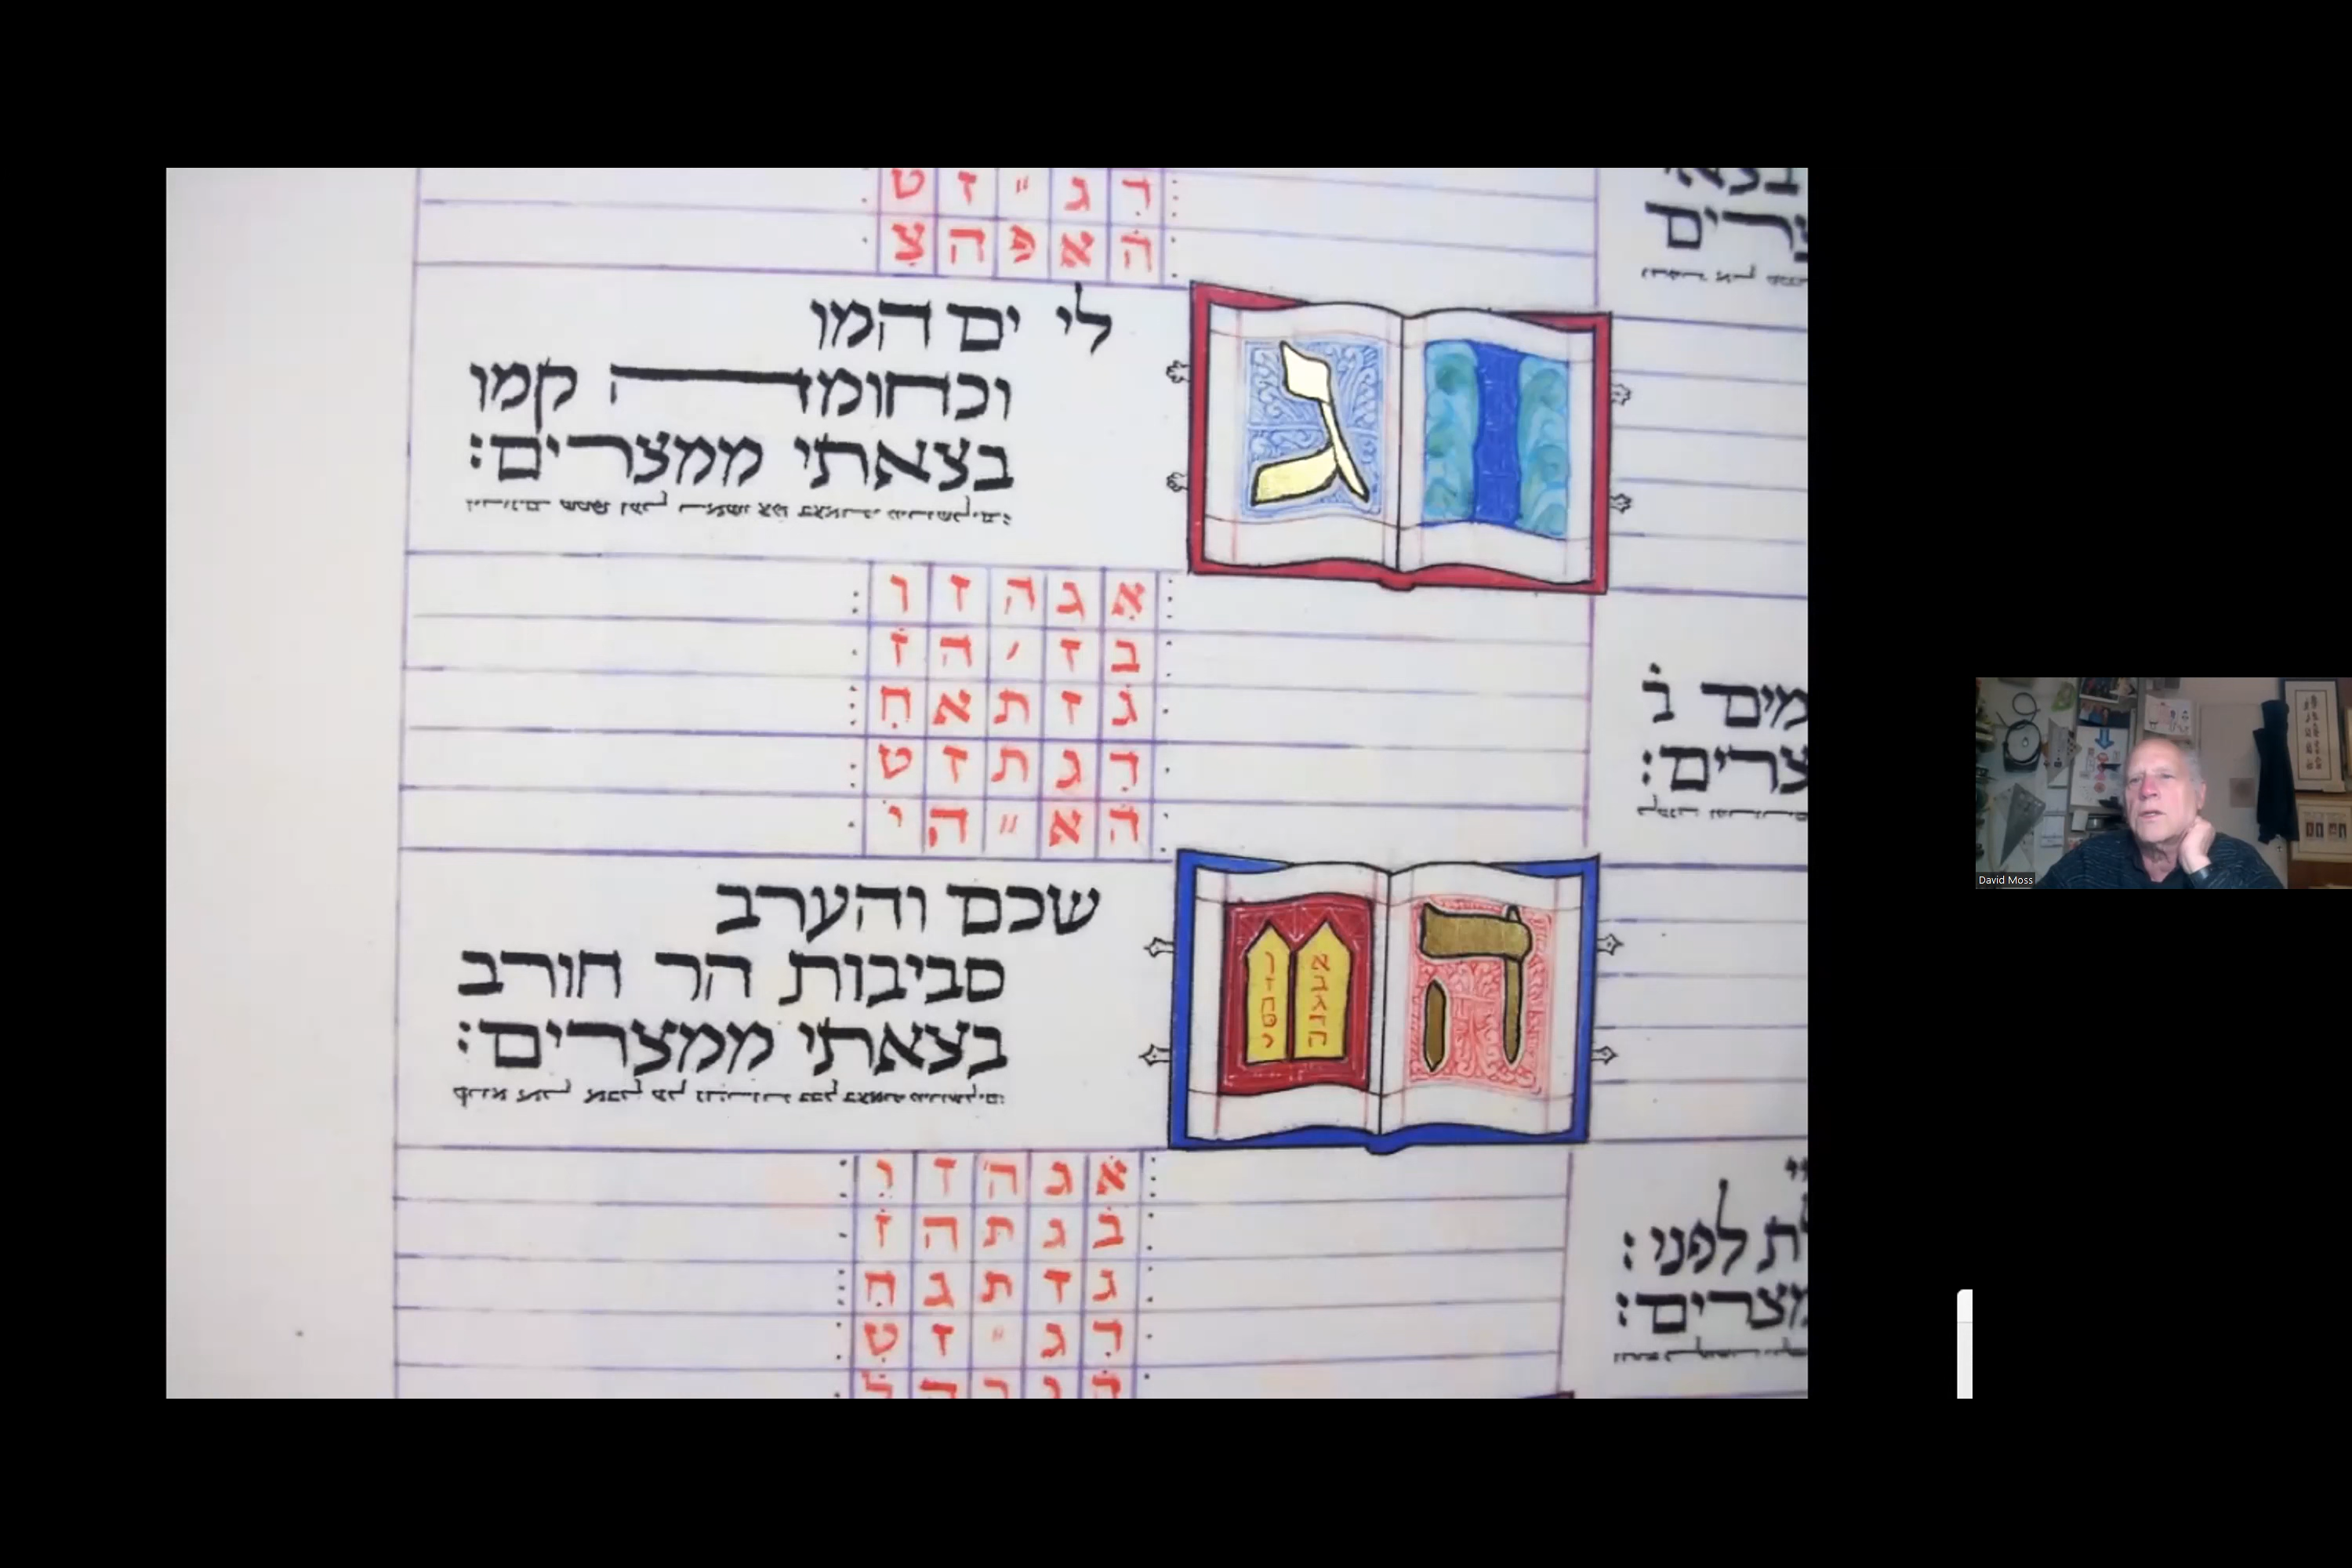 ד ג " ז ט
ה א פ ה צ
ג
לי ים המו
וכחומה קמו
בצאתי ממצרים:
א ג ה ז ו
ב ז ' ה ז
ג ז ת א ח
ד ג ת ז ט
ה א " ה י
ה
א ב ג ד ה
ו ז ח ט י
שכם והערב
סביבות הר חורב
בצאתי ממצרים:
א ג ה ז ו
ב ג ת ה ז
ג ד ת ב ח
ד ג " ז ט
צרים
מים
צרים:
ת לפני:
מצרים:
David Moss